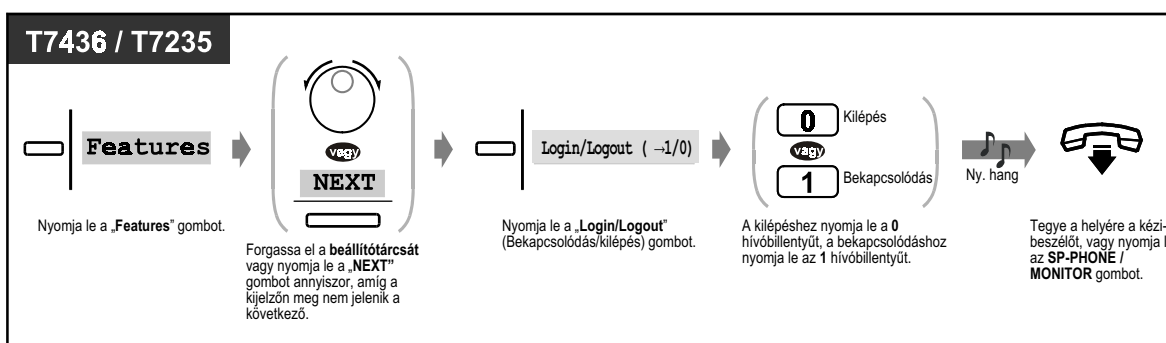 T7436 / T7235
Features
Nyomja le a „Features” gombot.
vagy
NEXT
Forgassa el a beállítótárcsát
vagy nyomja le a „NEXT”
gombot annyiszor, amíg a
kijelzőn meg nem jelenik a
következő.
Login/Logout ( →1/0)
Nyomja le a „Login/Logout”
(Bekapcsolódás/kilépés) gombot.
0 Kilépés
vagy
1 Bekapcsolódás
A kilépéshez nyomja le a 0
hívóbillentyűt, a bekapcsolódáshoz
nyomja le az 1 hívóbillentyűt.
Ny. hang
Tegye a helyére a kézi-
beszélőt, vagy nyomja
az SP-PHONE /
MONITOR gombot.